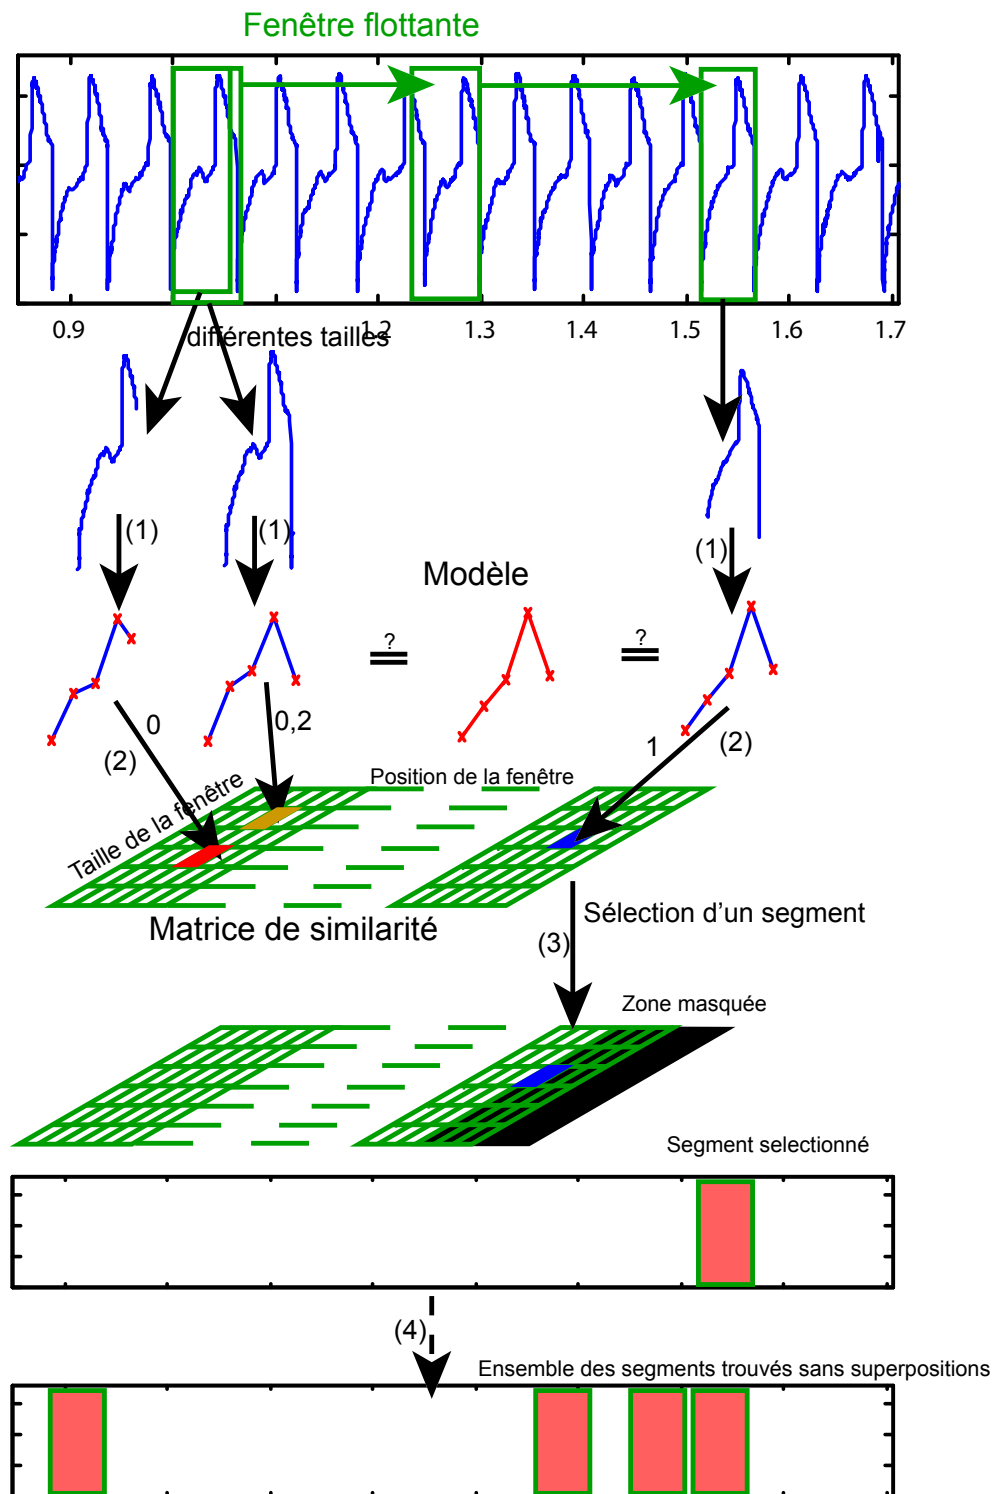 Fenêtre flottante
0.9 1.2 1.3 1.4 1.5 1.6 1.7
différentes tailles
(1) (1) (1)
Modèle
? ?
0 0,2 1
(2) (2)
Position de la fenêtre
Taille de la fenêtre
Matrice de similarité
Sélection d'un segment
(3)
Zone masquée
Segment selectionné
(4)
Ensemble des segments trouvés sans superpositions